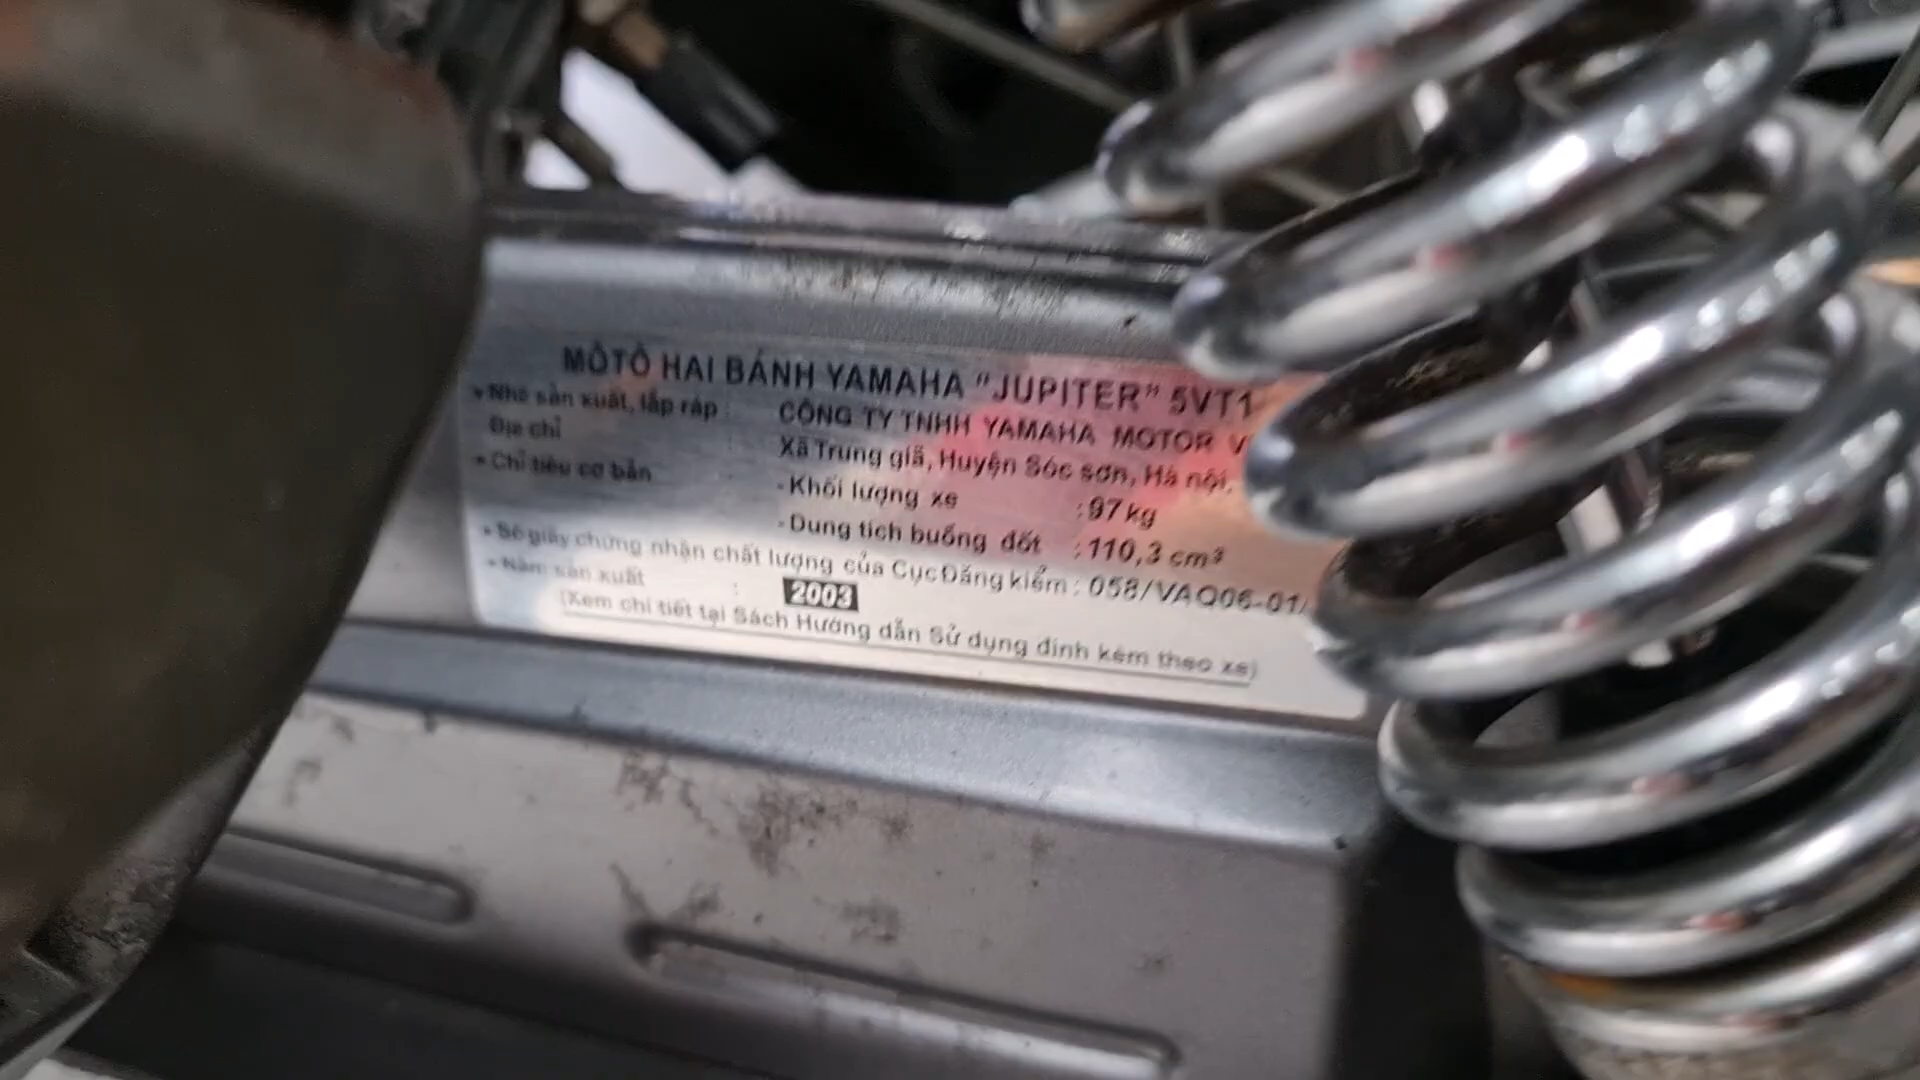 MÔTÔ HAI BÁNH YAMAHA "JUPITER" 5VT1
• Nhà sản xuất, lắp ráp : CÔNG TY TNHH YAMAHA MOTOR V
Địa chỉ : Xã Trung giã, Huyện Sóc sơn, Hà nội,
• Chỉ tiêu cơ bản
- Khối lượng xe : 97 kg
- Dung tích buồng đốt : 110,3 cm³
• Số giấy chứng nhận chất lượng của Cục Đăng kiểm : 058/VAQ06-01/
• Năm sản xuất : 2003
(Xem chi tiết tại Sách Hướng dẫn Sử dụng đính kèm theo xe)